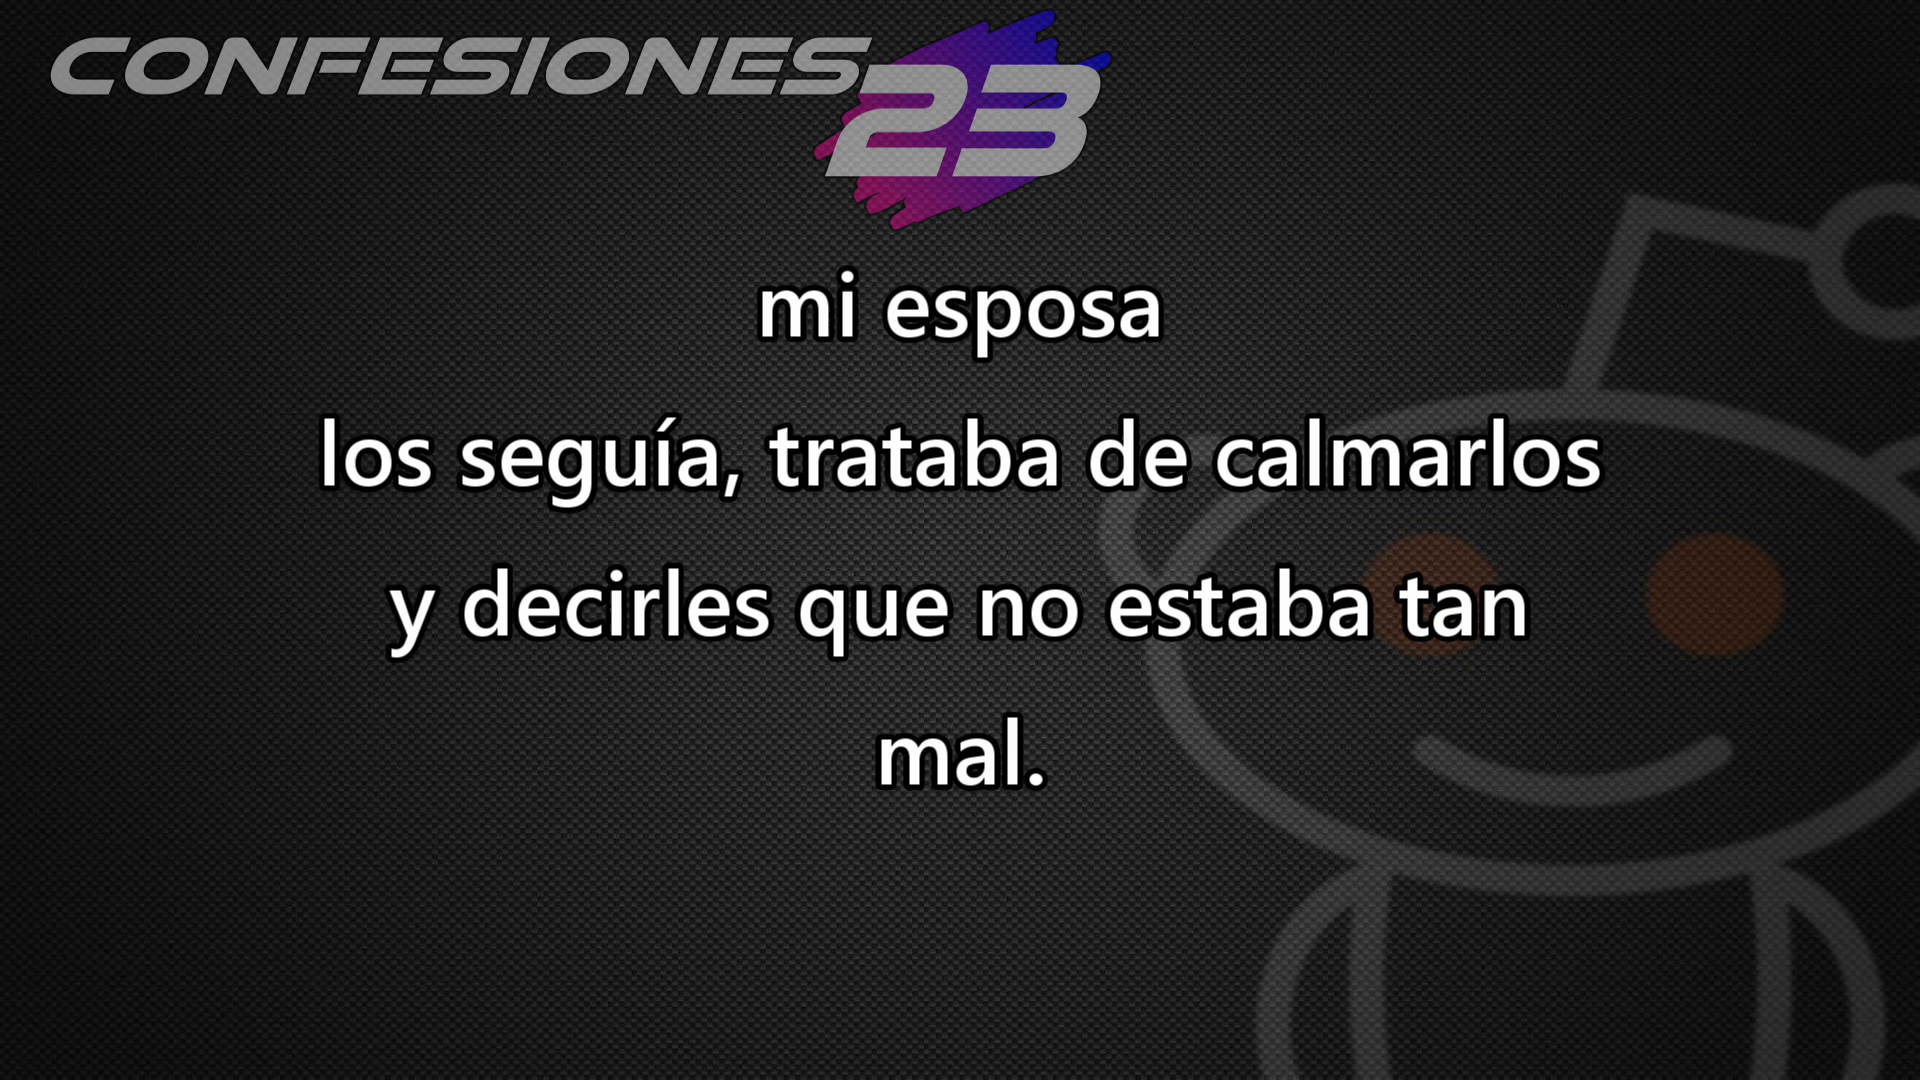 CONFESIONES 23
mi esposa
los seguía, trataba de calmarlos
y decirles que no estaba tan
mal.